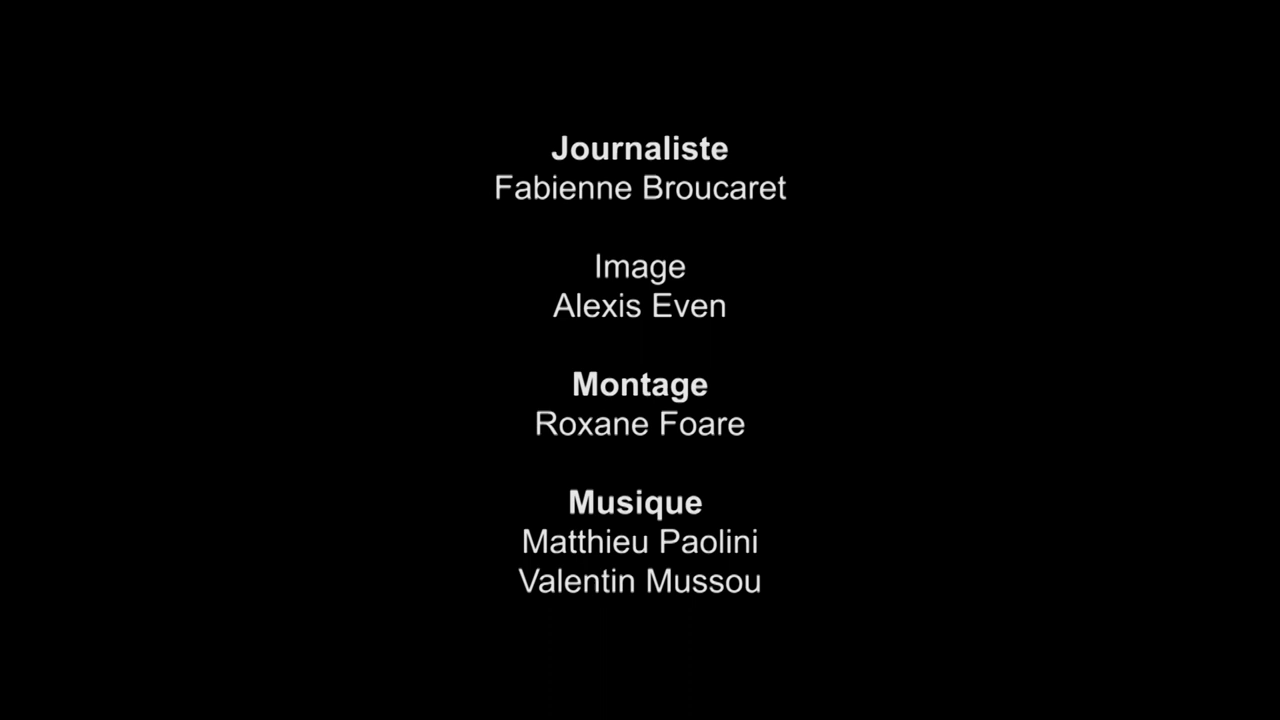 Journaliste
Fabienne Broucaret
Image
Alexis Even
Montage
Roxane Foare
Musique
Matthieu Paolini
Valentin Mussou